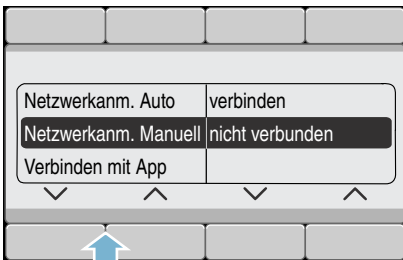 Netzwerkanm. Auto verbinden
Netzwerkanm. Manuell nicht verbunden
Verbinden mit App